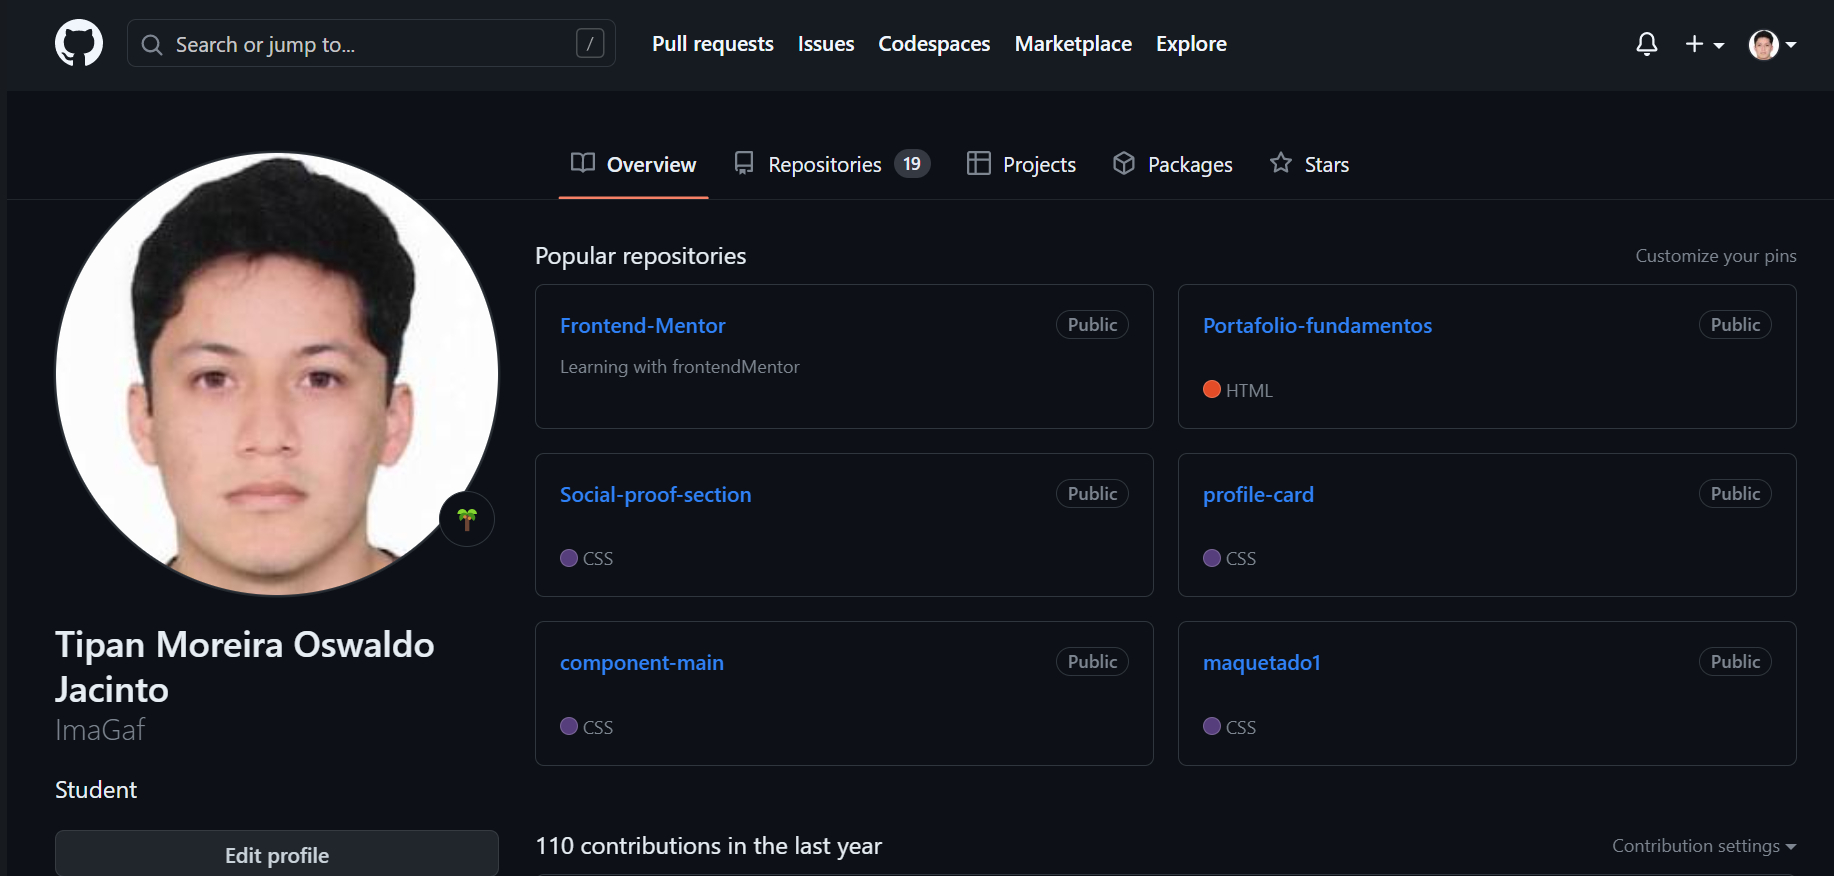 Search or jump to...
/
Pull requests
Issues
Codespaces
Marketplace
Explore
Overview
Repositories 19
Projects
Packages
Stars
Tipan Moreira Oswaldo
Jacinto
ImaGaf
Student
Edit profile
Popular repositories
Customize your pins
Frontend-Mentor
Public
Learning with frontendMentor
Portafolio-fundamentos
Public
HTML
Social-proof-section
Public
CSS
profile-card
Public
CSS
component-main
Public
CSS
maquetado1
Public
CSS
110 contributions in the last year
Contribution settings